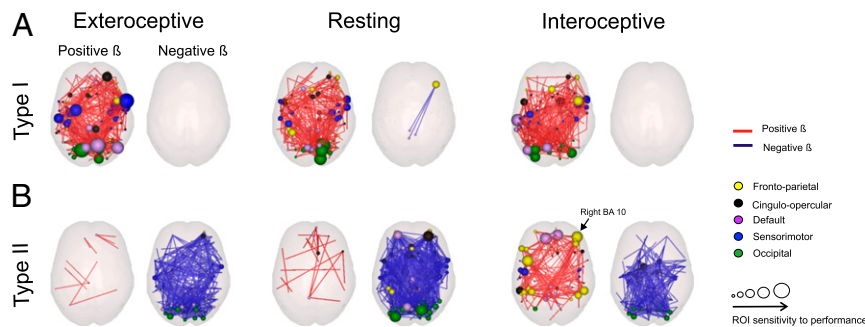 A
Exteroceptive
Resting
Interoceptive
Positive ß
Negative ß
Type I
B
Type II
Right BA 10
Positive ß
Negative ß
Fronto-parietal
Cingulo-opercular
Default
Sensorimotor
Occipital
ROI sensitivity to performance